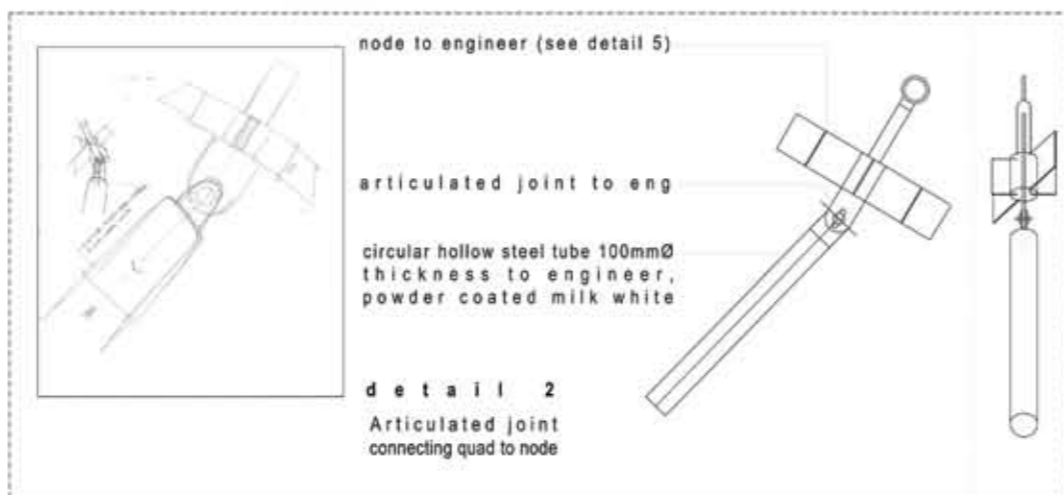 node to engineer (see detail 5)
articulated joint to eng
circular hollow steel tube 100mmØ
thickness to engineer,
powder coated milk white
detail 2
Articulated joint
connecting quad to node